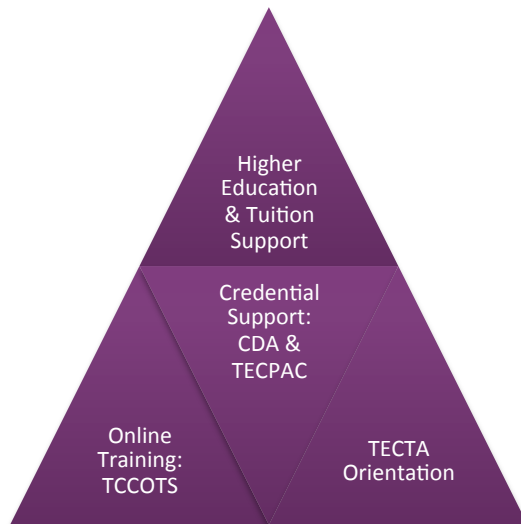 Higher
Education
& Tuition
Support
Credential
Support:
CDA &
TECPAC
Online
Training:
TCCOTS
TECTA
Orientation